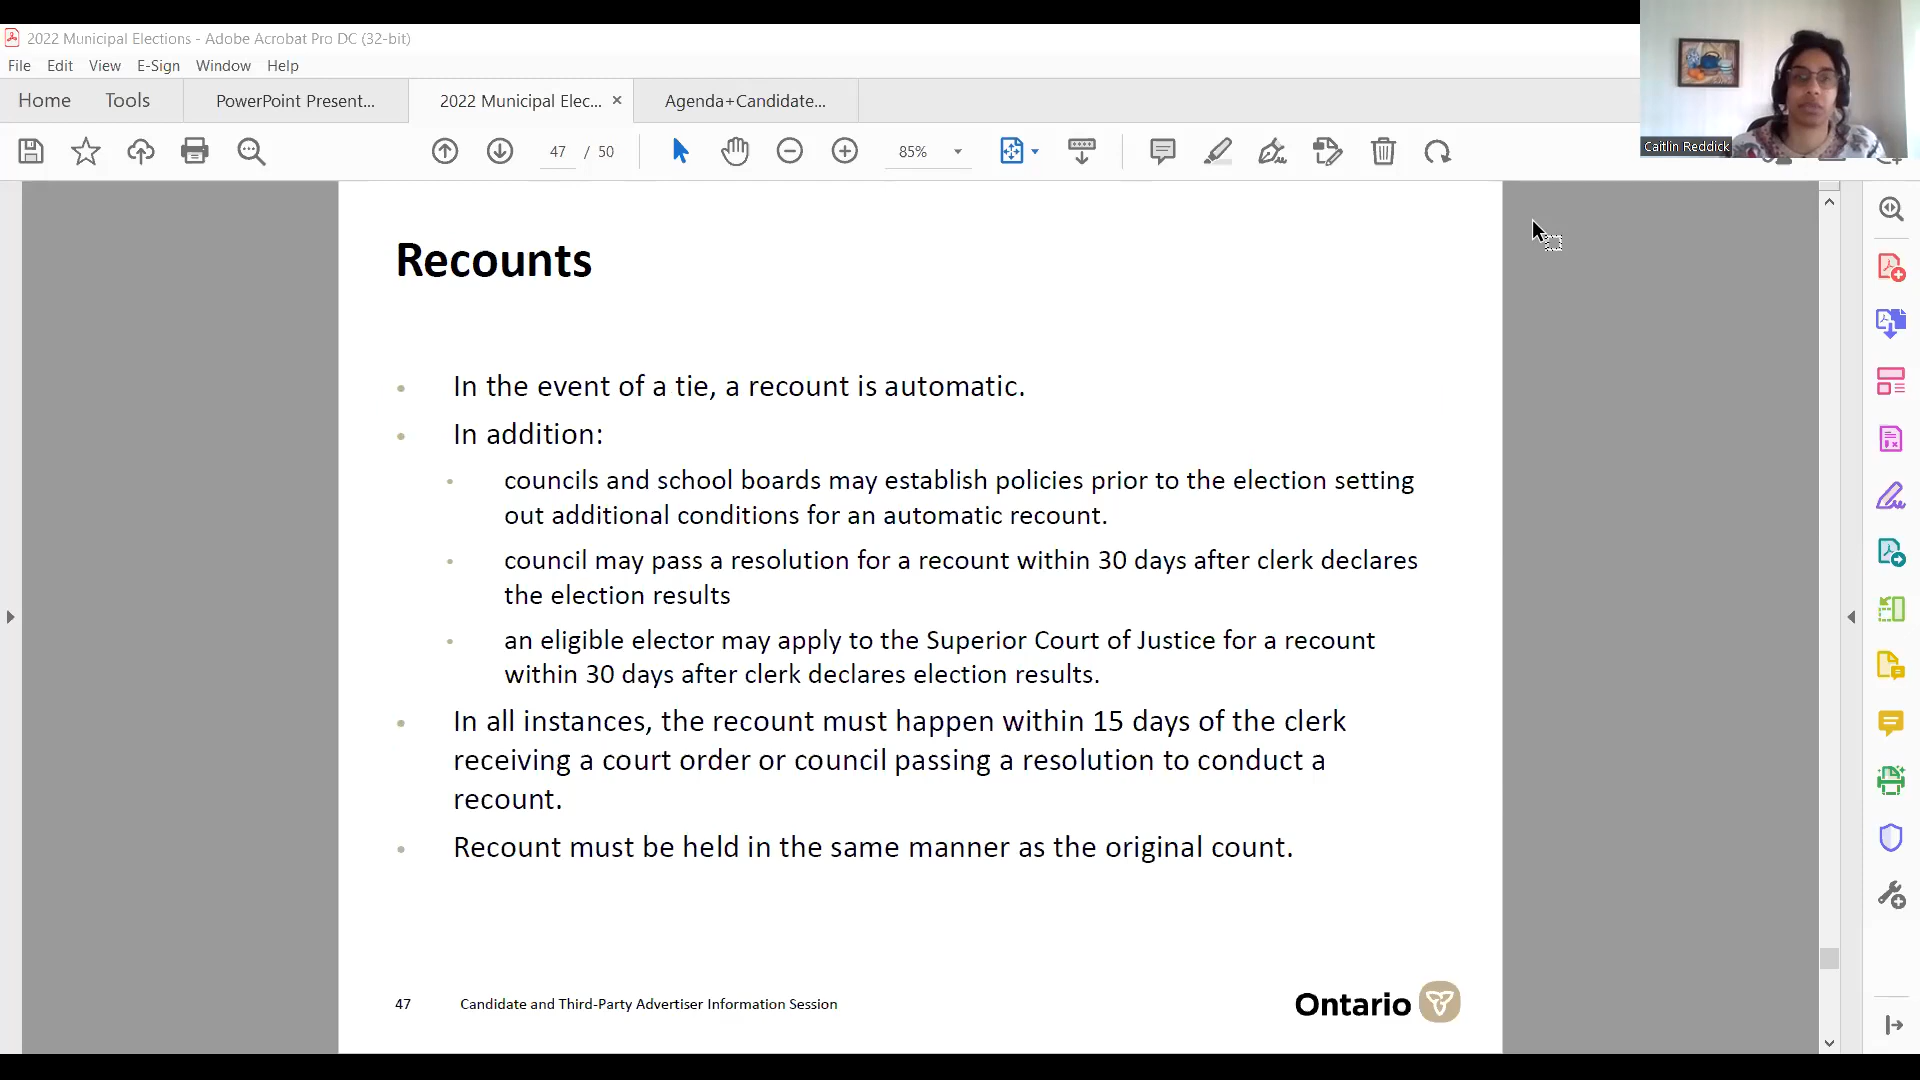 2022 Municipal Elections - Adobe Acrobat Pro DC (32-bit)
File Edit View E-Sign Window Help
Home Tools PowerPoint Present... 2022 Municipal Elec... × Agenda+Candidate...
47 / 50 85%
Caitlin Reddick
Recounts
• In the event of a tie, a recount is automatic.
• In addition:
• councils and school boards may establish policies prior to the election setting
out additional conditions for an automatic recount.
• council may pass a resolution for a recount within 30 days after clerk declares
the election results
• an eligible elector may apply to the Superior Court of Justice for a recount
within 30 days after clerk declares election results.
• In all instances, the recount must happen within 15 days of the clerk
receiving a court order or council passing a resolution to conduct a
recount.
• Recount must be held in the same manner as the original count.
47 Candidate and Third-Party Advertiser Information Session
Ontario